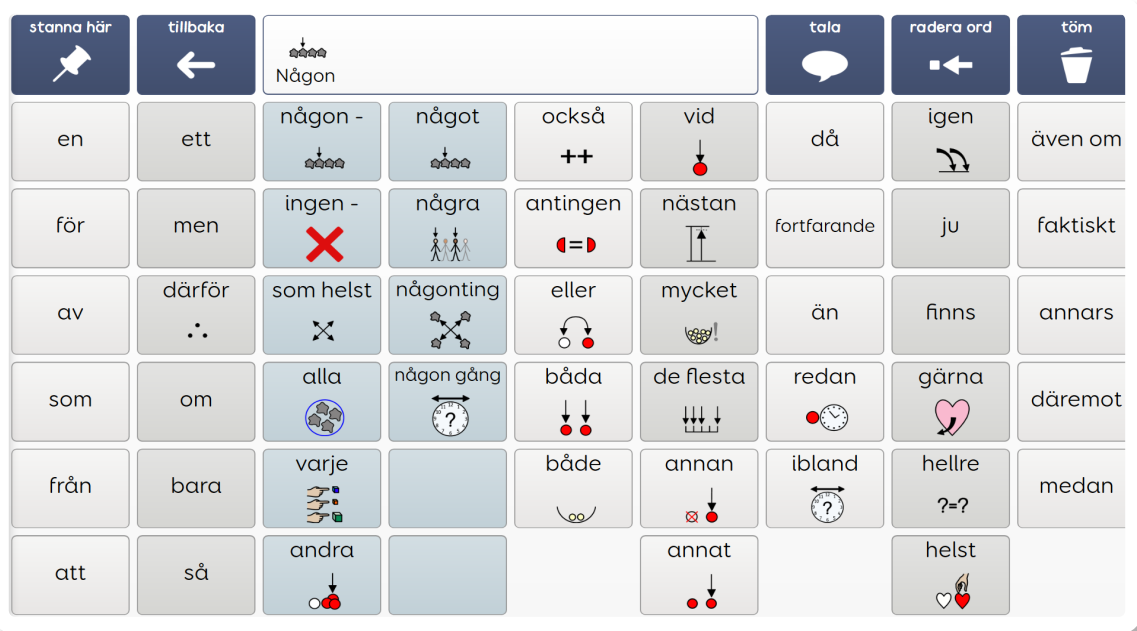 stanna här
tillbaka
Någon
tala
radera ord
töm
en
ett
någon -
något
också
++
vid
då
igen
även om
för
men
ingen -
några
antingen
=
nästan
fortfarande
ju
faktiskt
av
därför
som helst
någonting
eller
mycket
!
än
finns
annars
som
om
alla
någon gång
?
båda
de flesta
redan
gärna
däremot
från
bara
varje
både
annan
ibland
?
hellre
?=?
medan
att
så
andra
annat
helst